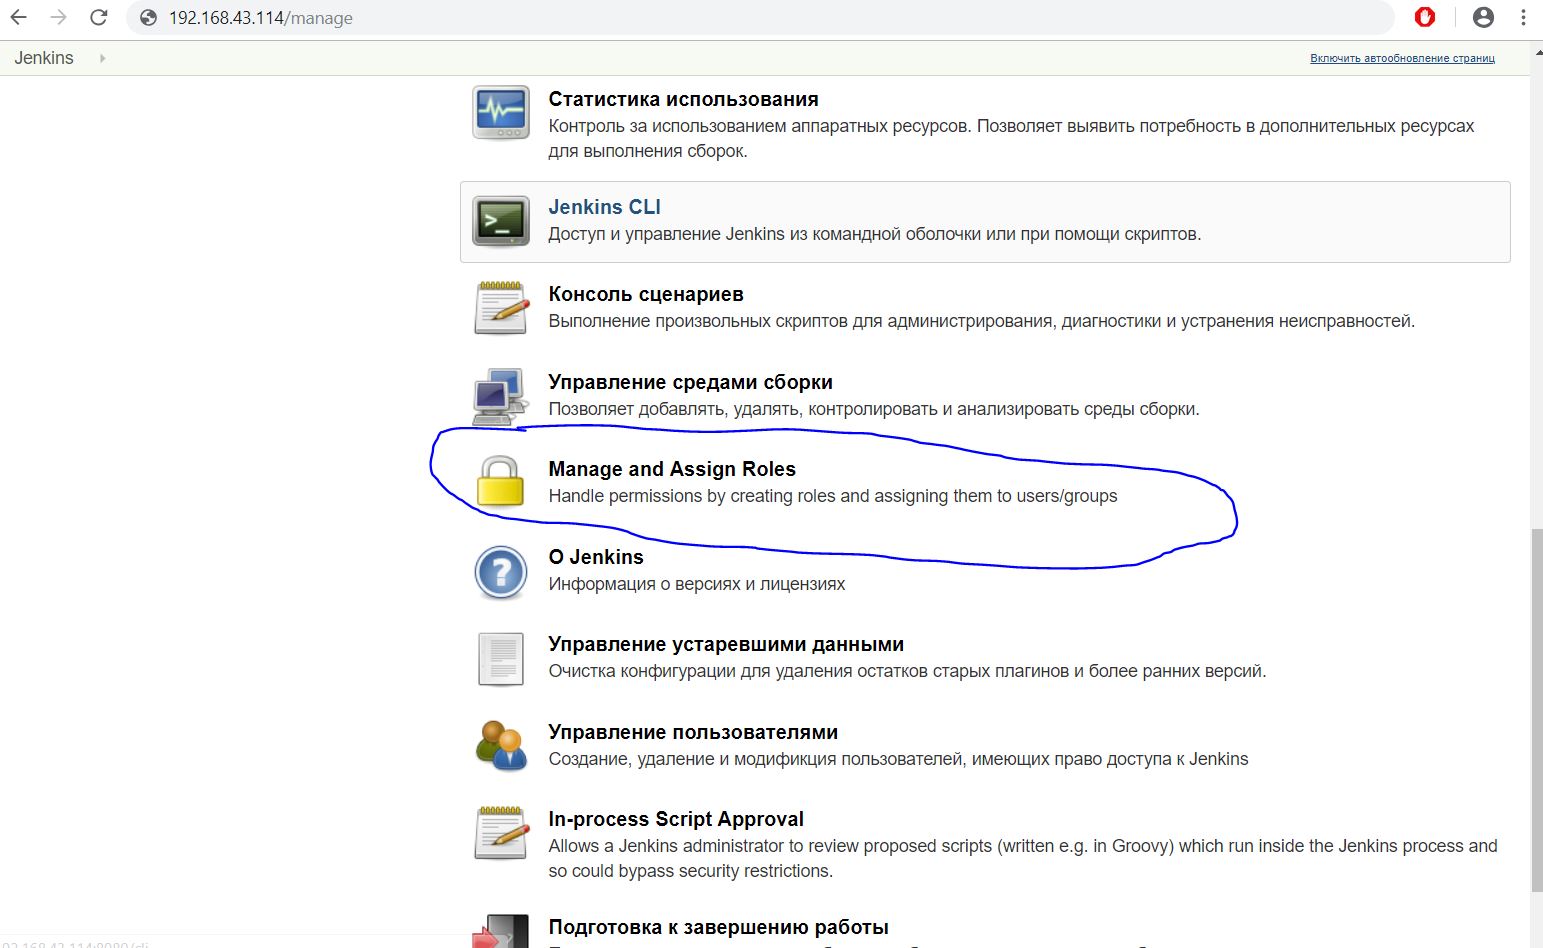 192.168.43.114/manage
Jenkins
Включить автообновление страниц
Статистика использования
Контроль за использованием аппаратных ресурсов. Позволяет выявить потребность в дополнительных ресурсах
для выполнения сборок.
Jenkins CLI
Доступ и управление Jenkins из командной оболочки или при помощи скриптов.
Консоль сценариев
Выполнение произвольных скриптов для администрирования, диагностики и устранения неисправностей.
Управление средами сборки
Позволяет добавлять, удалять, контролировать и анализировать среды сборки.
Manage and Assign Roles
Handle permissions by creating roles and assigning them to users/groups
О Jenkins
Информация о версиях и лицензиях
Управление устаревшими данными
Очистка конфигурации для удаления остатков старых плагинов и более ранних версий.
Управление пользователями
Создание, удаление и модификция пользователей, имеющих право доступа к Jenkins
In-process Script Approval
Allows a Jenkins administrator to review proposed scripts (written e.g. in Groovy) which run inside the Jenkins process and
so could bypass security restrictions.
Подготовка к завершению работы